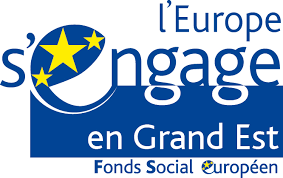 l'Europe
s'engage
en Grand Est
Fonds Social Européen